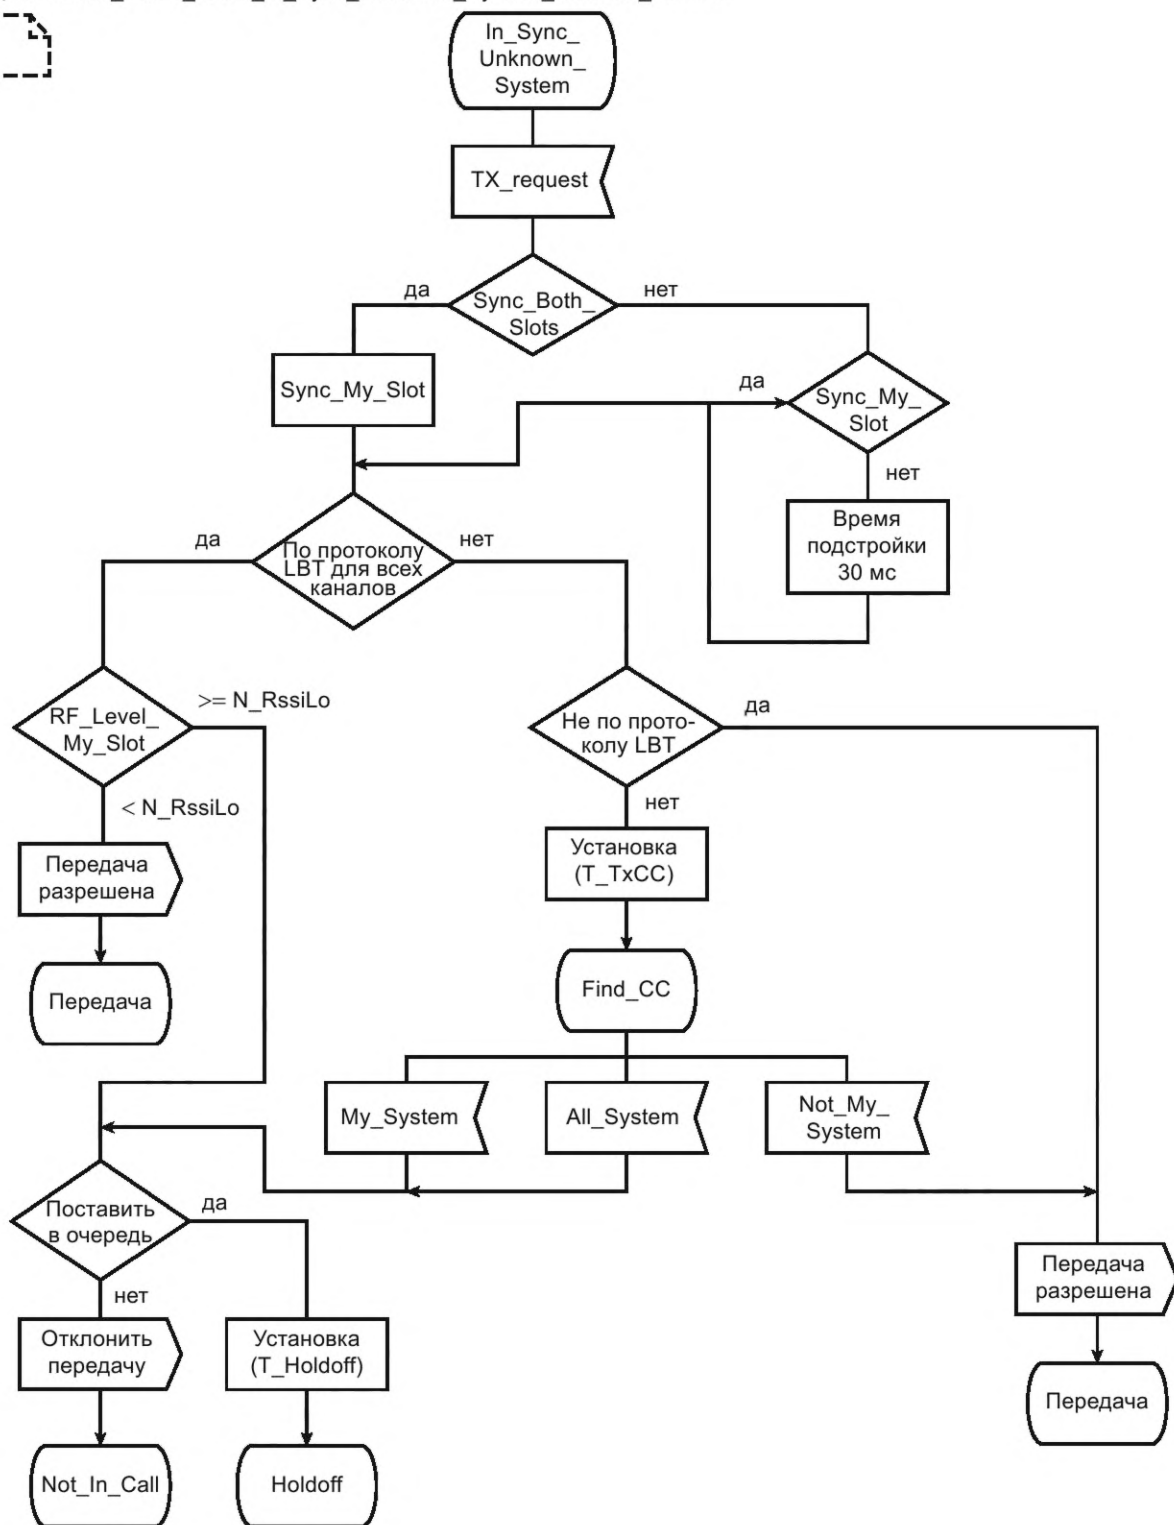 In_Sync_
Unknown_
System
TX_request
да
Sync_Both_
Slots
нет
Sync_My_Slot
да
Sync_My_
Slot
нет
Время
подстройки
30 мс
да
По протоколу
LBT для всех
каналов
нет
RF_Level_
My_Slot
>= N_RssiLo
< N_RssiLo
Не по прото-
колу LBT
да
нет
Передача
разрешена
Установка
(T_TxCC)
Передача
Find_CC
My_System
All_System
Not_My_
System
Поставить
в очередь
да
нет
Передача
разрешена
Отклонить
передачу
Установка
(T_Holdoff)
Передача
Not_In_Call
Holdoff